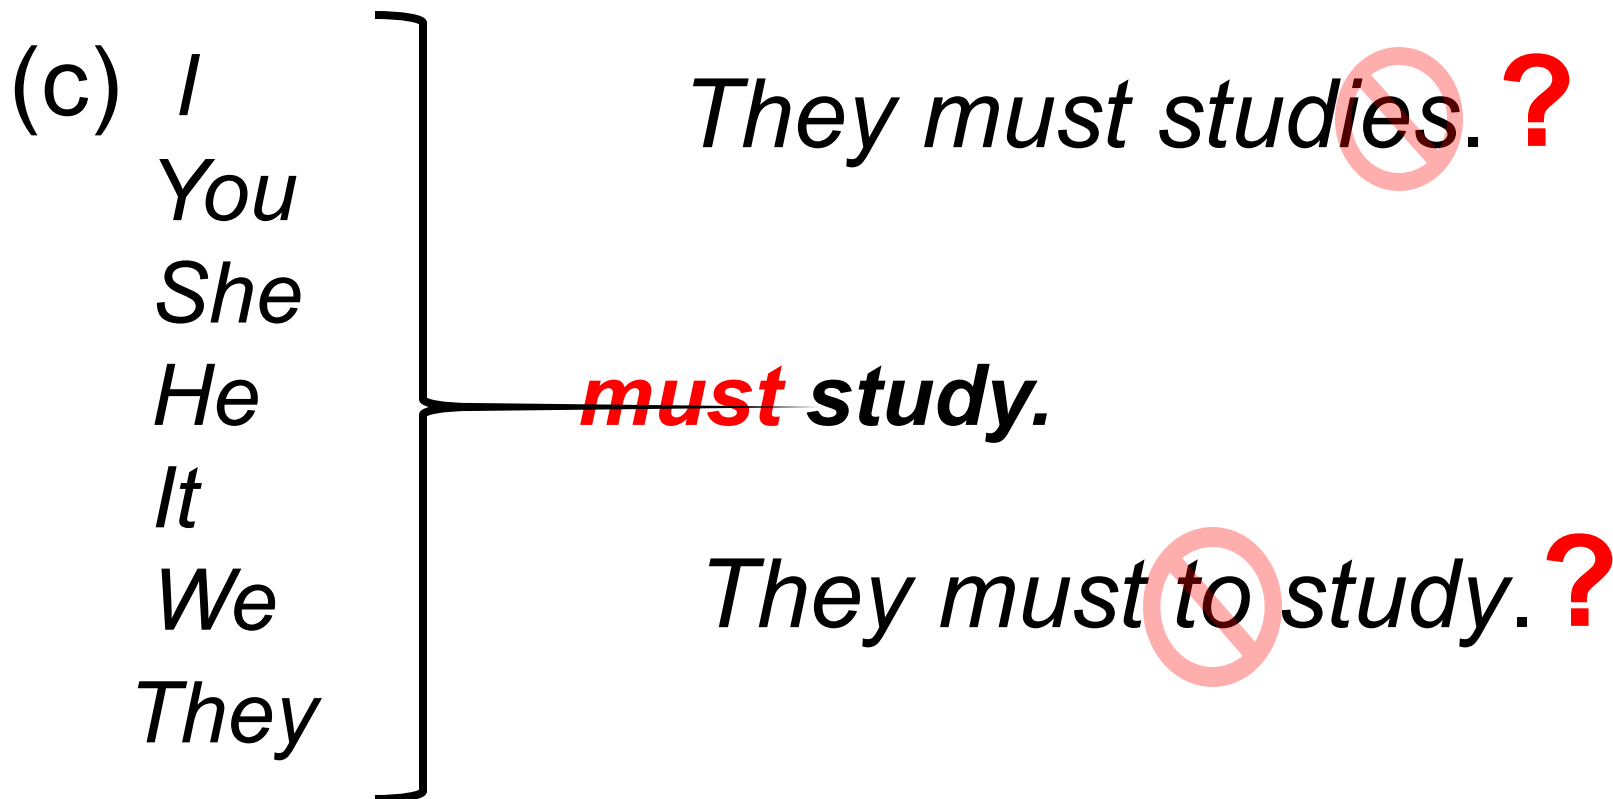 (c) I
You
She
He
It
We
They
They must studies. ?
must study.
They must to study. ?